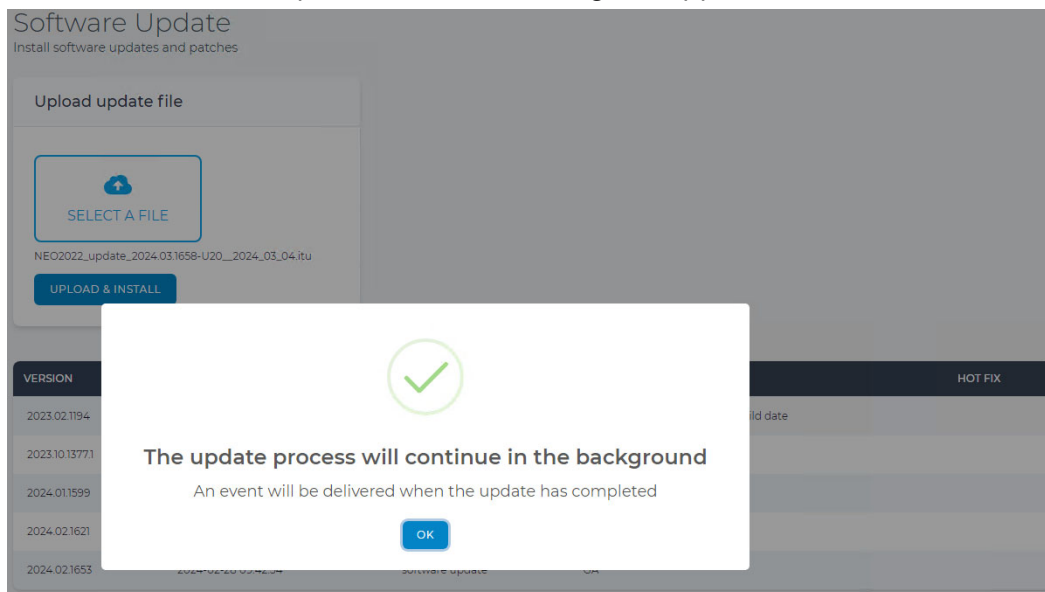 Software Update
Install software updates and patches
Upload update file
SELECT A FILE
NEO2022_update_2024.03.1658-U20__2024_03_04.itu
UPLOAD & INSTALL
VERSION HOT FIX
2023.02.1194 ild date
2023.10.1377.1
The update process will continue in the background
2024.01.1599
An event will be delivered when the update has completed
2024.02.1621
OK
2024.02.1653